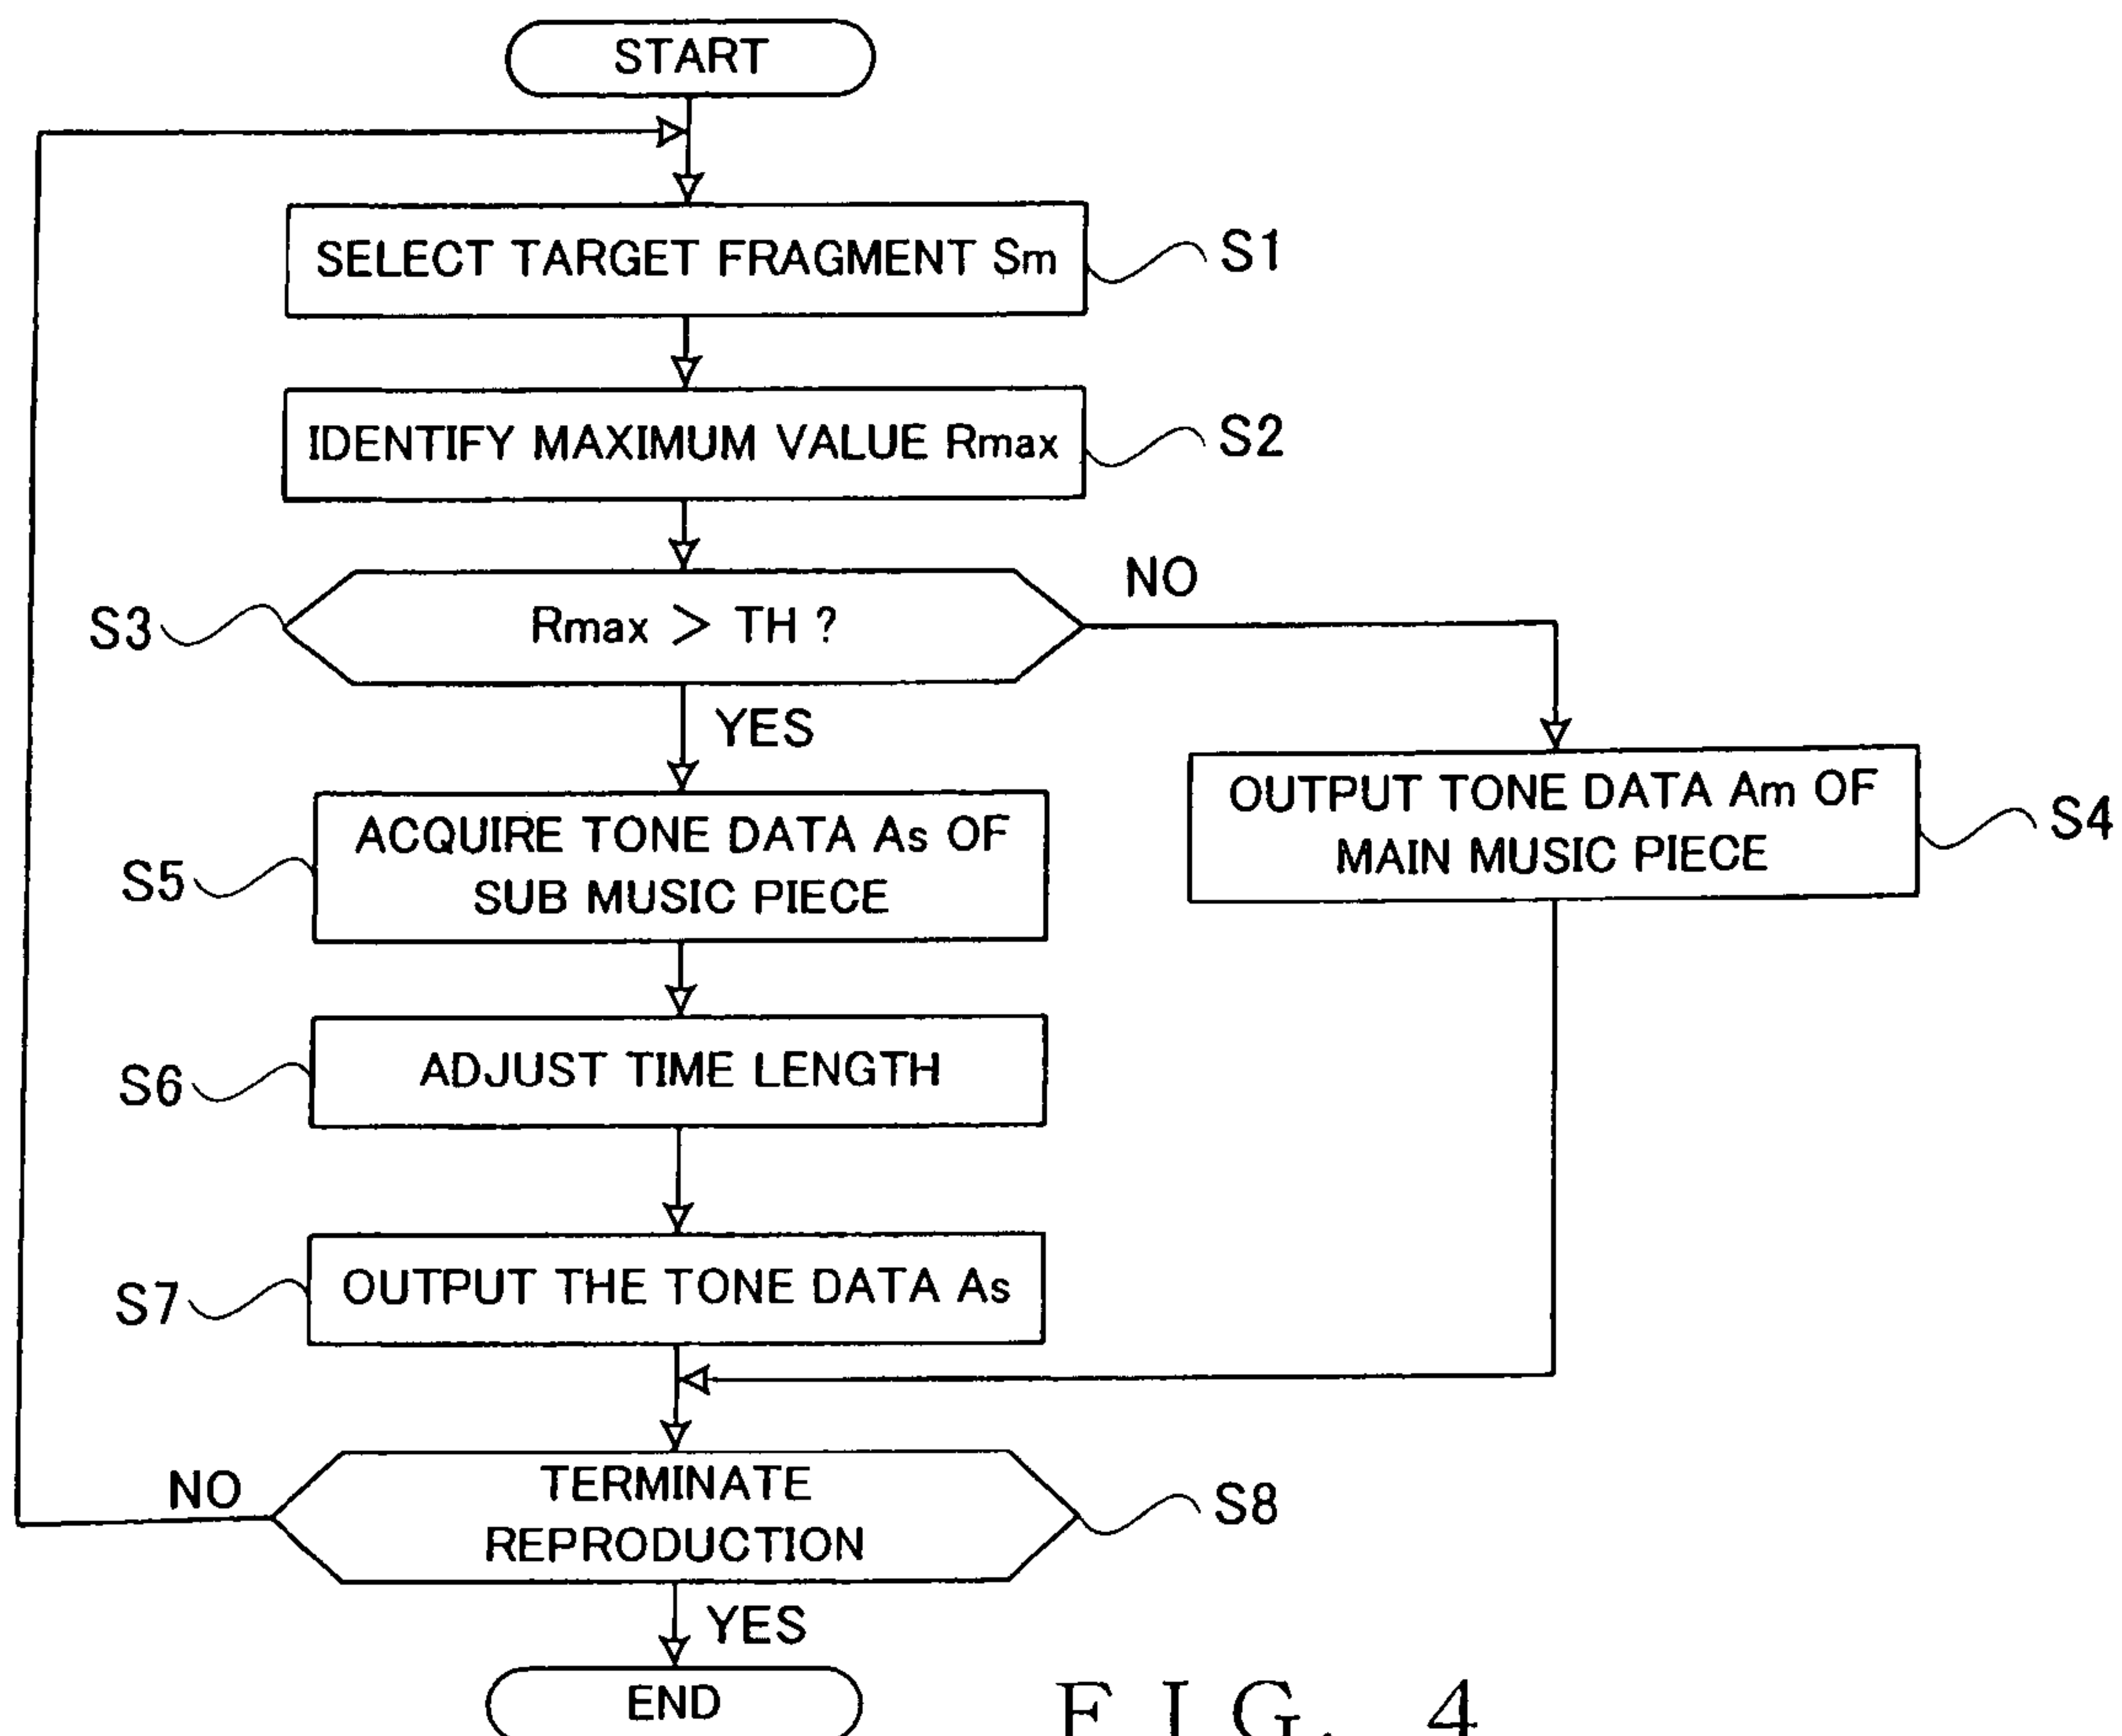 START
SELECT TARGET FRAGMENT Sm
S1
IDENTIFY MAXIMUM VALUE Rmax
S2
S3
Rmax > TH ?
NO
YES
OUTPUT TONE DATA Am OF
MAIN MUSIC PIECE
S4
ACQUIRE TONE DATA As OF
SUB MUSIC PIECE
S5
ADJUST TIME LENGTH
S6
OUTPUT THE TONE DATA As
S7
NO
TERMINATE
REPRODUCTION
S8
YES
END
FIG. 4